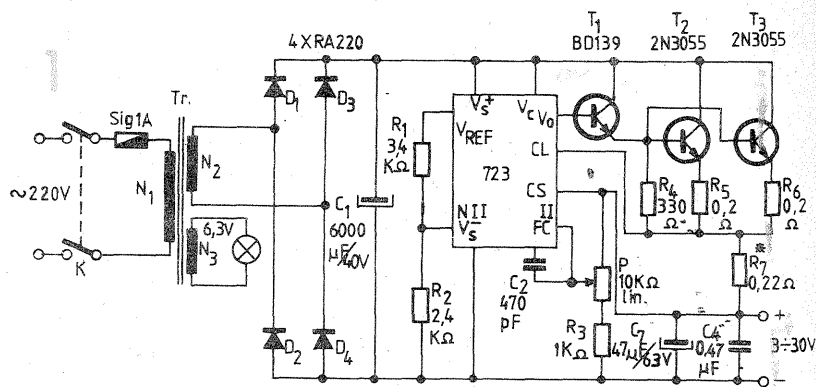 T1
BD139
T2
2N3055
T3
2N3055
4XRA220
Sig1A
Tr.
D1
D3
R1
3,4
KΩ
Vs+
Vc
Vo
VREF
CL
723
CS
NII
II
Vs-
FC
~220V
N1
N2
N3
6,3V
K
C1
6000
μF/40V
R4
330
Ω
R5
0,2
Ω
R6
0,2
Ω
R7
0,22Ω
C2
470
pF
P
10KΩ
lin.
R2
2,4
KΩ
R3
1KΩ
D2
D4
47μF/63V
C4
0,47
μF
+
3÷30V
-